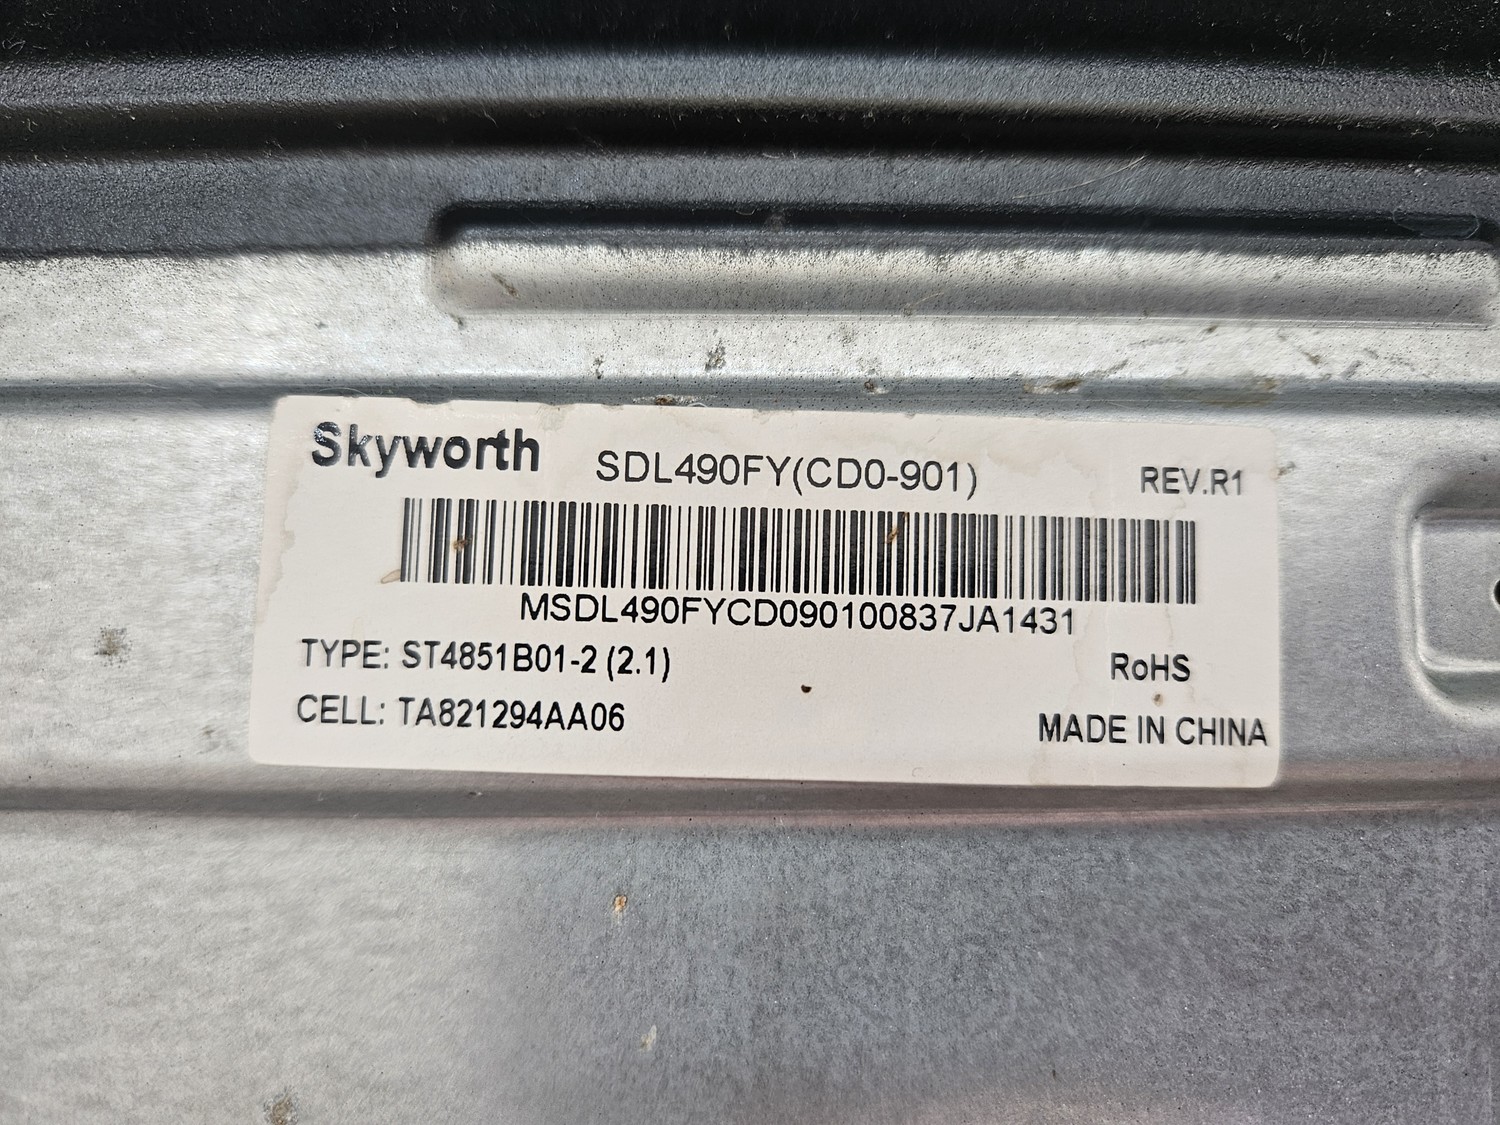 Skyworth SDL490FY(CD0-901) REV.R1
MSDL490FYCD090100837JA1431
TYPE: ST4851B01-2 (2.1) RoHS
CELL: TA821294AA06 MADE IN CHINA